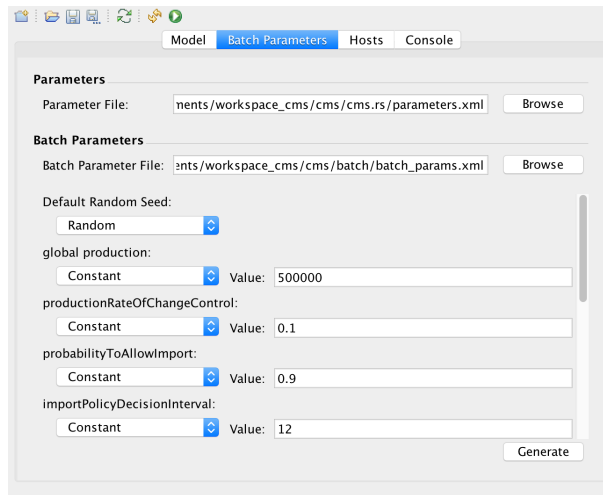 Model Batch Parameters Hosts Console
Parameters
Parameter File: nents/workspace_cms/cms/cms.rs/parameters.xml Browse
Batch Parameters
Batch Parameter File: ents/workspace_cms/cms/batch/batch_params.xml Browse
Default Random Seed:
Random
global production:
Constant Value: 500000
productionRateOfChangeControl:
Constant Value: 0.1
probabilityToAllowImport:
Constant Value: 0.9
importPolicyDecisionInterval:
Constant Value: 12
Generate